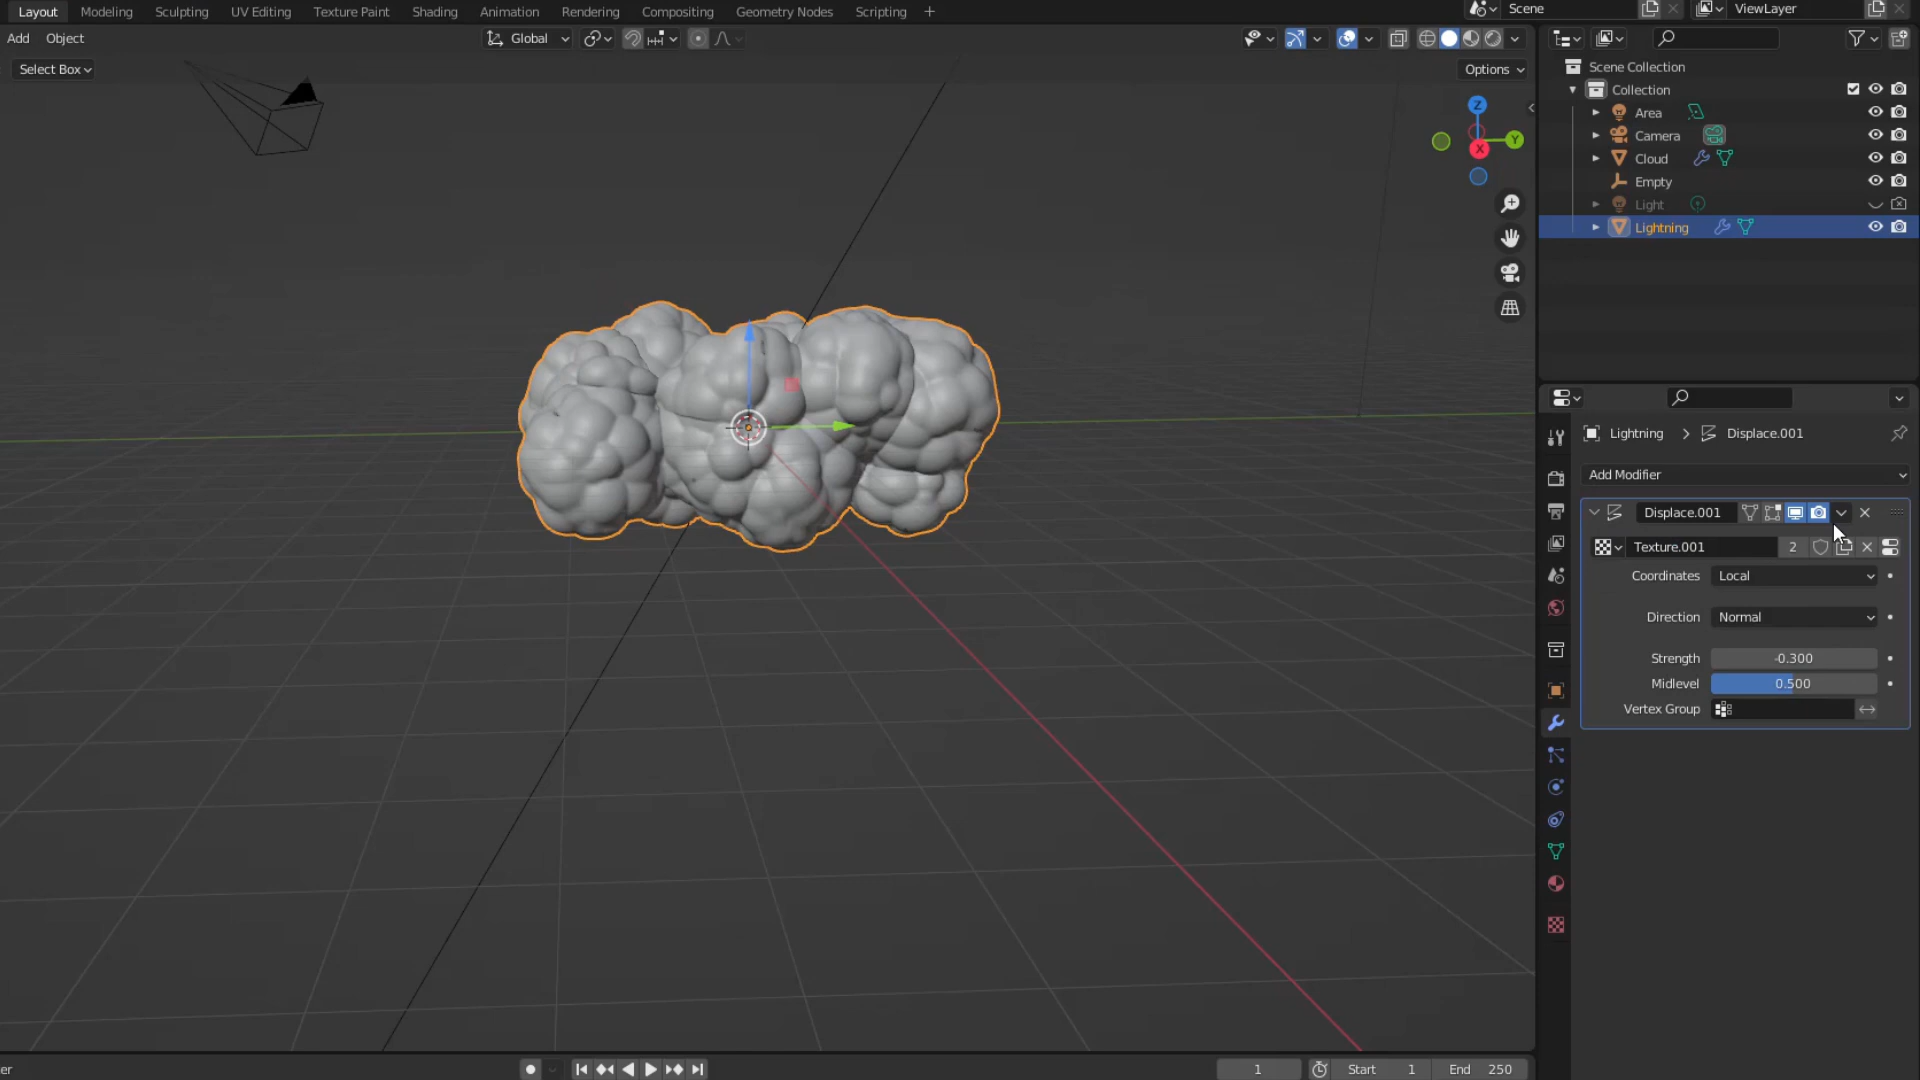 Layout Modeling Sculpting UV Editing Texture Paint Shading Animation Rendering Compositing Geometry Nodes Scripting +
Scene
ViewLayer
Add Object
Global
Select Box
Options
Z
Y
X
Scene Collection
Collection
Area
Camera
Cloud
Empty
Light
Lightning
Lightning > Displace.001
Add Modifier
Displace.001
Texture.001 2
Coordinates Local
Direction Normal
Strength -0.300
Midlevel 0.500
Vertex Group
er
1
Start 1
End 250